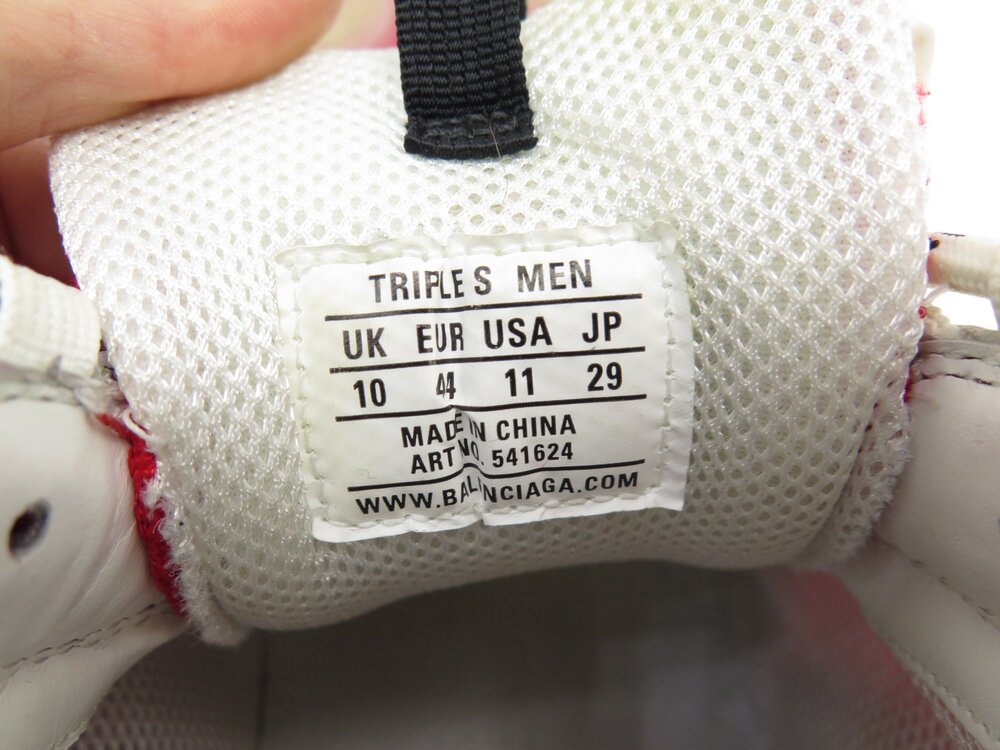 TRIPLE S MEN
UK EUR USA JP
10 44 11 29
MADE IN CHINA
ART NO. 541624
WWW.BALENCIAGA.COM